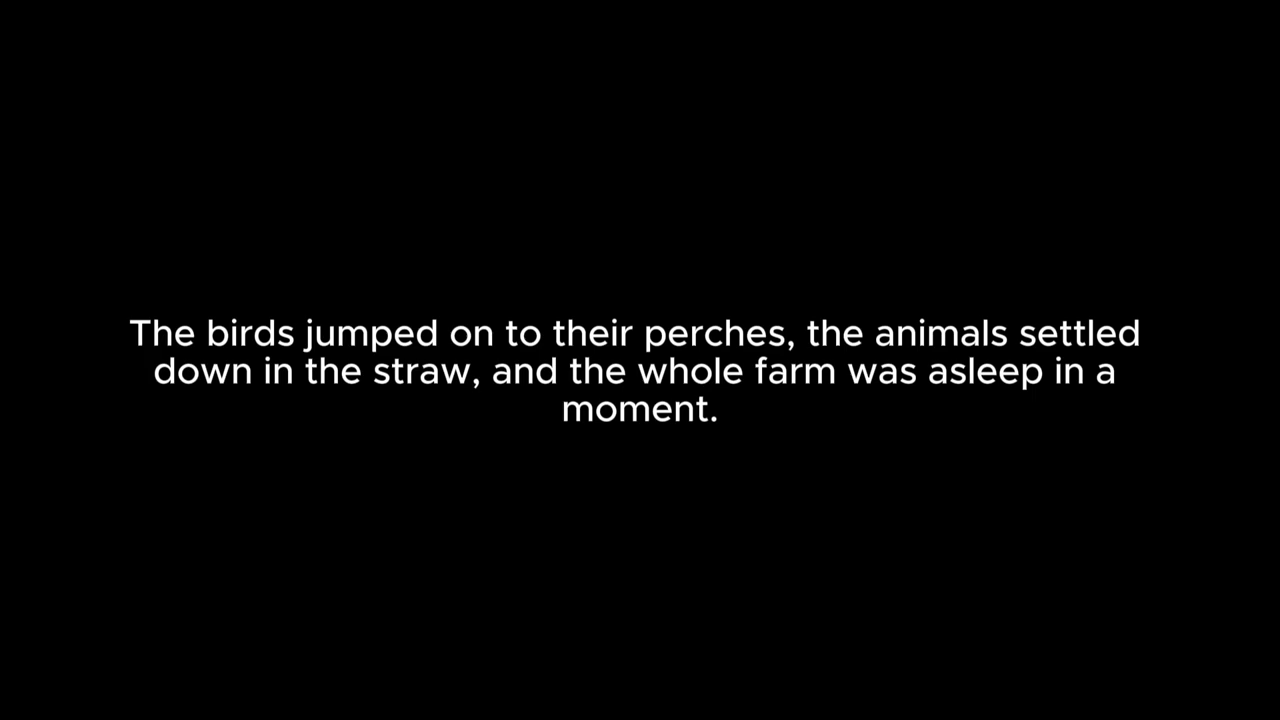 The birds jumped on to their perches, the animals settled
down in the straw, and the whole farm was asleep in a
moment.